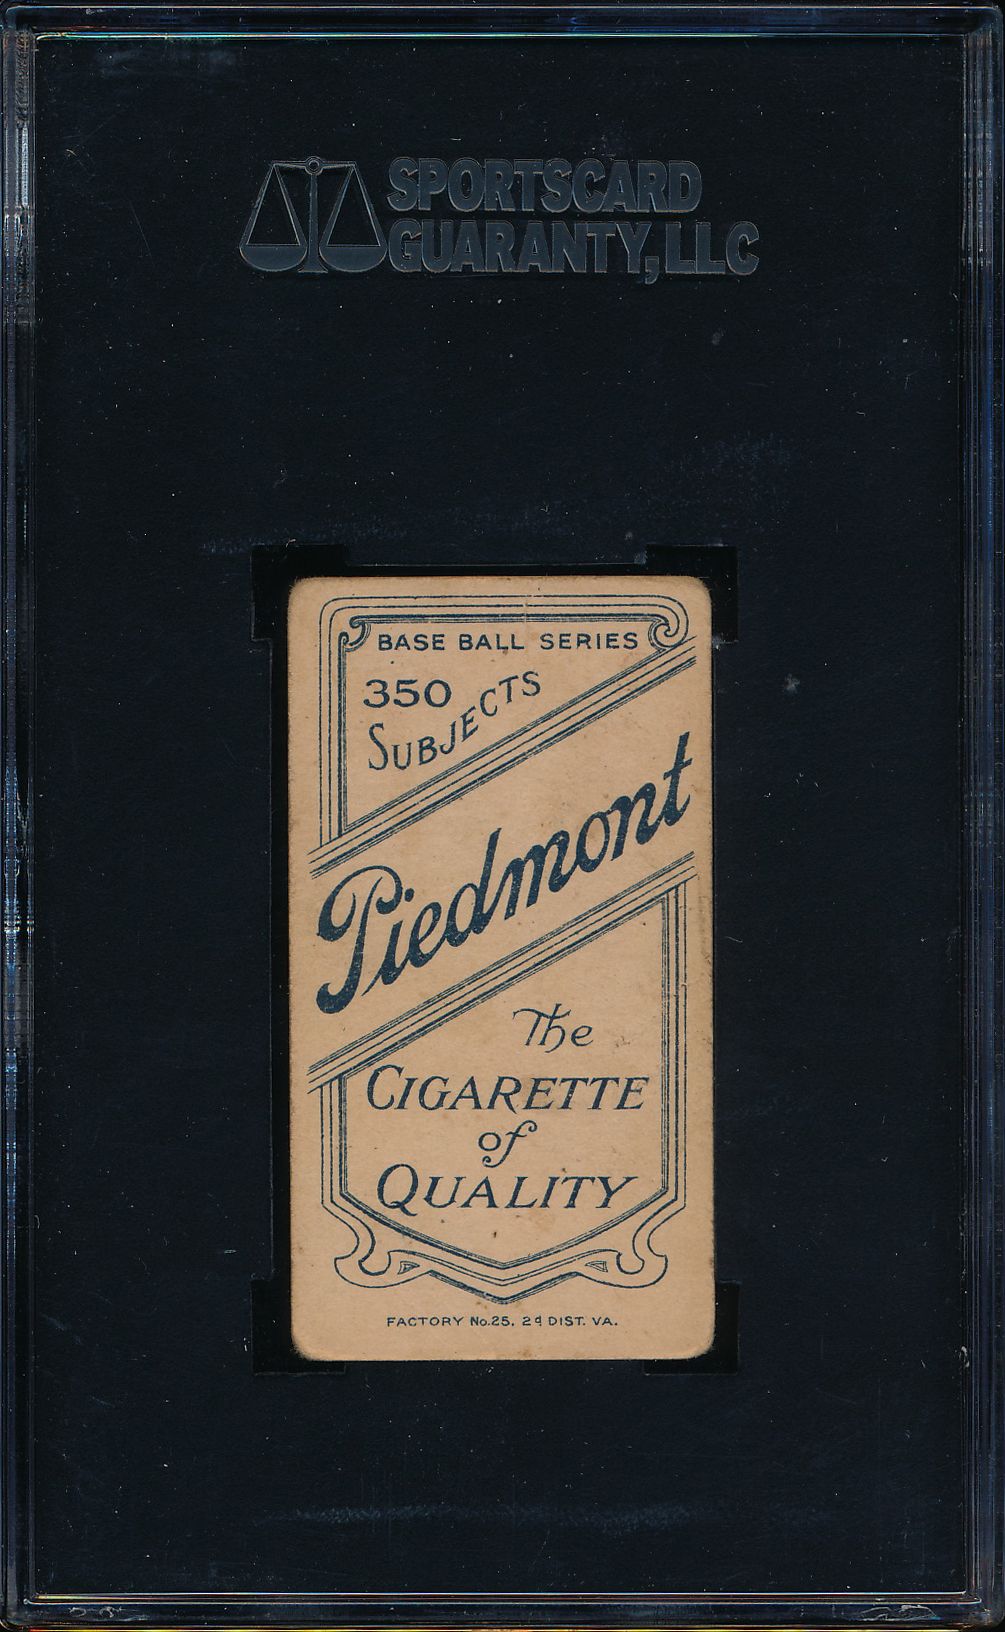 SPORTSCARD
GUARANTY, LLC
BASE BALL SERIES
350
SUBJECTS
Piedmont
The
CIGARETTE
of
QUALITY
FACTORY No. 25. 2d DIST. VA.